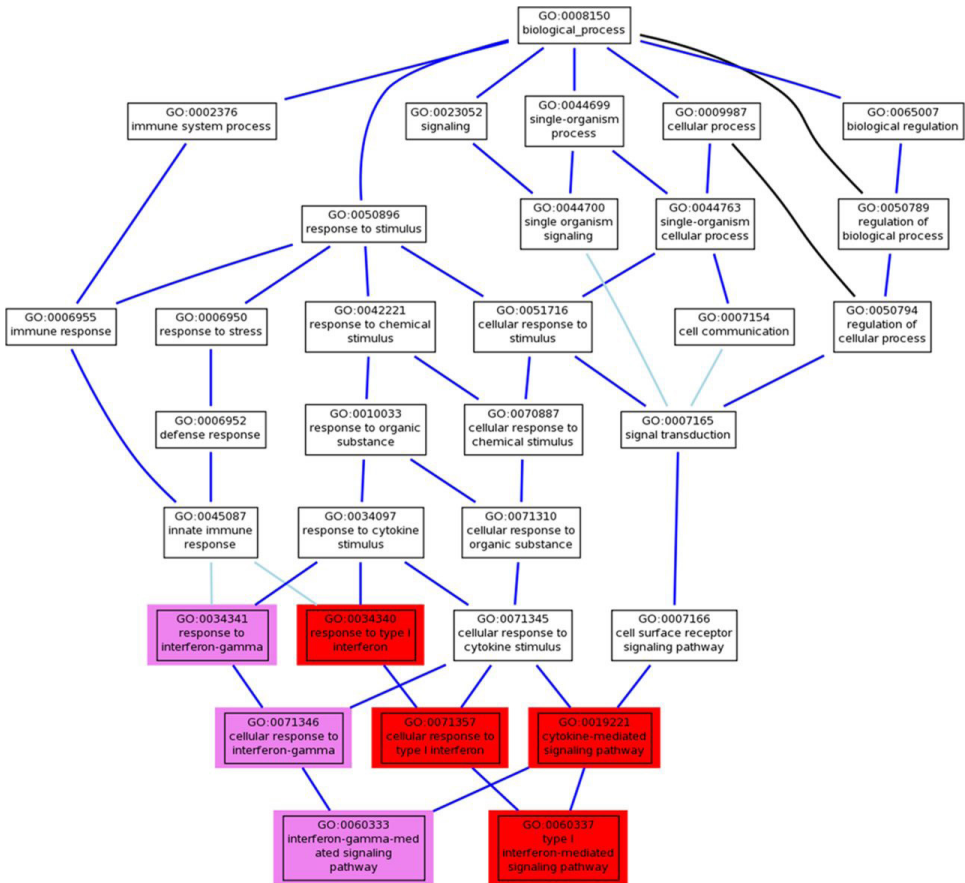 GO:0008150
biological_process
GO:0002376
immune system process
GO:0023052
signaling
GO:0044699
single-organism
process
GO:0009987
cellular process
GO:0065007
biological regulation
GO:0050896
response to stimulus
GO:0044700
single organism
signaling
GO:0044763
single-organism
cellular process
GO:0050789
regulation of
biological process
GO:0006955
immune response
GO:0006950
response to stress
GO:0042221
response to chemical
stimulus
GO:0051716
cellular response to
stimulus
GO:0007154
cell communication
GO:0050794
regulation of
cellular process
GO:0006952
defense response
GO:0010033
response to organic
substance
GO:0070887
cellular response to
chemical stimulus
GO:0007165
signal transduction
GO:0045087
innate immune
response
GO:0034097
response to cytokine
stimulus
GO:0071310
cellular response to
organic substance
GO:0034341
response to
interferon-gamma
GO:0034340
response to type I
interferon
GO:0071345
cellular response to
cytokine stimulus
GO:0007166
cell surface receptor
signaling pathway
GO:0071346
cellular response to
interferon-gamma
GO:0071357
cellular response to
type I interferon
GO:0019221
cytokine-mediated
signaling pathway
GO:0060333
interferon-gamma-med
ated signaling
pathway
GO:0060337
type I
interferon-mediated
signaling pathway